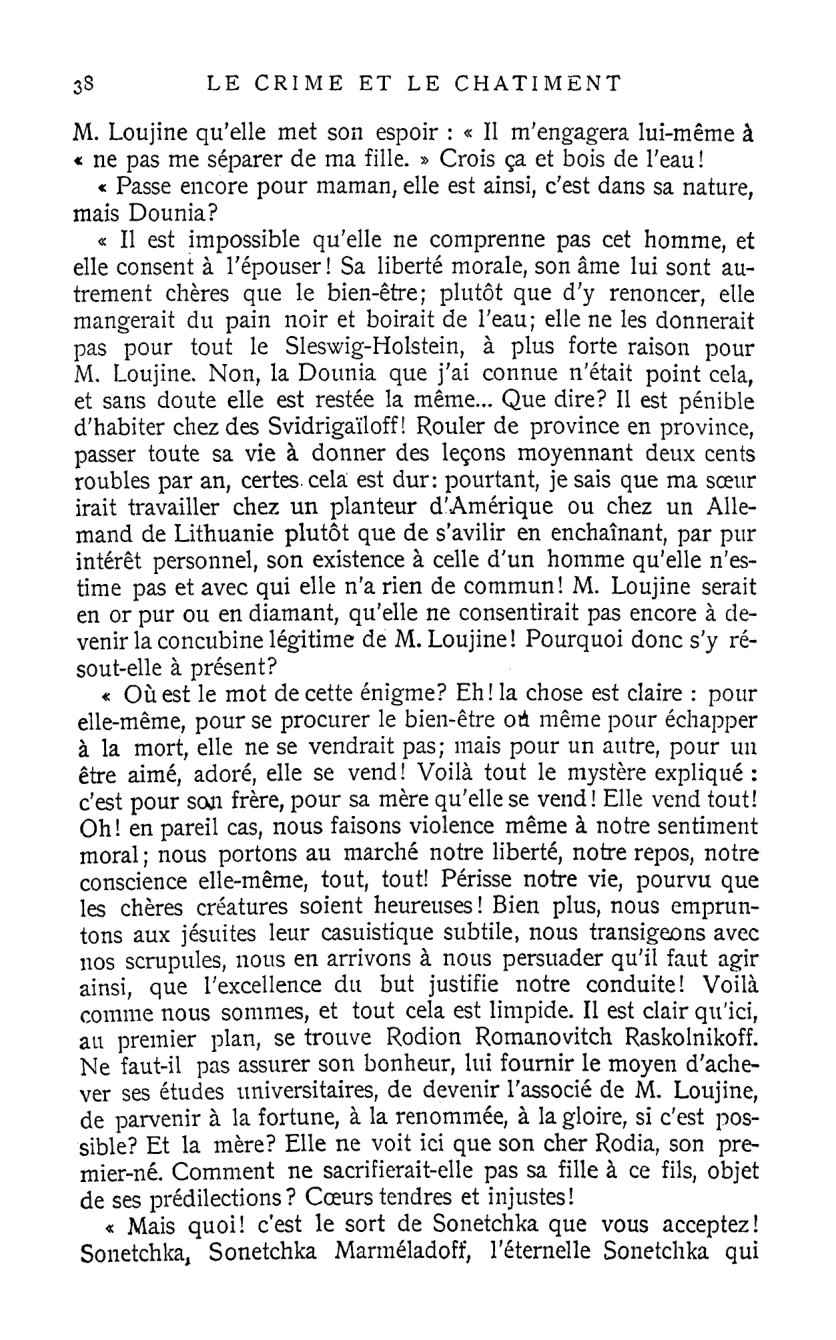 38 LE CRIME ET LE CHATIMENT
M. Loujine qu'elle met son espoir : « Il m'engagera lui-même à
« ne pas me séparer de ma fille. » Crois ça et bois de l'eau!
« Passe encore pour maman, elle est ainsi, c'est dans sa nature,
mais Dounia?
« Il est impossible qu'elle ne comprenne pas cet homme, et
elle consent à l'épouser! Sa liberté morale, son âme lui sont au-
trement chères que le bien-être; plutôt que d'y renoncer, elle
mangerait du pain noir et boirait de l'eau; elle ne les donnerait
pas pour tout le Sleswig-Holstein, à plus forte raison pour
M. Loujine. Non, la Dounia que j'ai connue n'était point cela,
et sans doute elle est restée la même... Que dire? Il est pénible
d'habiter chez des Svidrigaïloff! Rouler de province en province,
passer toute sa vie à donner des leçons moyennant deux cents
roubles par an, certes cela est dur: pourtant, je sais que ma sœur
irait travailler chez un planteur d'Amérique ou chez un Alle-
mand de Lithuanie plutôt que de s'avilir en enchaînant, par pur
intérêt personnel, son existence à celle d'un homme qu'elle n'es-
time pas et avec qui elle n'a rien de commun! M. Loujine serait
en or pur ou en diamant, qu'elle ne consentirait pas encore à de-
venir la concubine légitime de M. Loujine! Pourquoi donc s'y ré-
sout-elle à présent?
« Où est le mot de cette énigme? Eh! la chose est claire : pour
elle-même, pour se procurer le bien-être ou même pour échapper
à la mort, elle ne se vendrait pas; mais pour un autre, pour un
être aimé, adoré, elle se vend! Voilà tout le mystère expliqué :
c'est pour son frère, pour sa mère qu'elle se vend! Elle vend tout!
Oh! en pareil cas, nous faisons violence même à notre sentiment
moral; nous portons au marché notre liberté, notre repos, notre
conscience elle-même, tout, tout! Périsse notre vie, pourvu que
les chères créatures soient heureuses! Bien plus, nous emprun-
tons aux jésuites leur casuistique subtile, nous transigeons avec
nos scrupules, nous en arrivons à nous persuader qu'il faut agir
ainsi, que l'excellence du but justifie notre conduite! Voilà
comme nous sommes, et tout cela est limpide. Il est clair qu'ici,
au premier plan, se trouve Rodion Romanovitch Raskolnikoff.
Ne faut-il pas assurer son bonheur, lui fournir le moyen d'ache-
ver ses études universitaires, de devenir l'associé de M. Loujine,
de parvenir à la fortune, à la renommée, à la gloire, si c'est pos-
sible? Et la mère? Elle ne voit ici que son cher Rodia, son pre-
mier-né. Comment ne sacrifierait-elle pas sa fille à ce fils, objet
de ses prédilections? Cœurs tendres et injustes!
« Mais quoi! c'est le sort de Sonetchka que vous acceptez!
Sonetchka, Sonetchka Marméladoff, l'éternelle Sonetchka qui